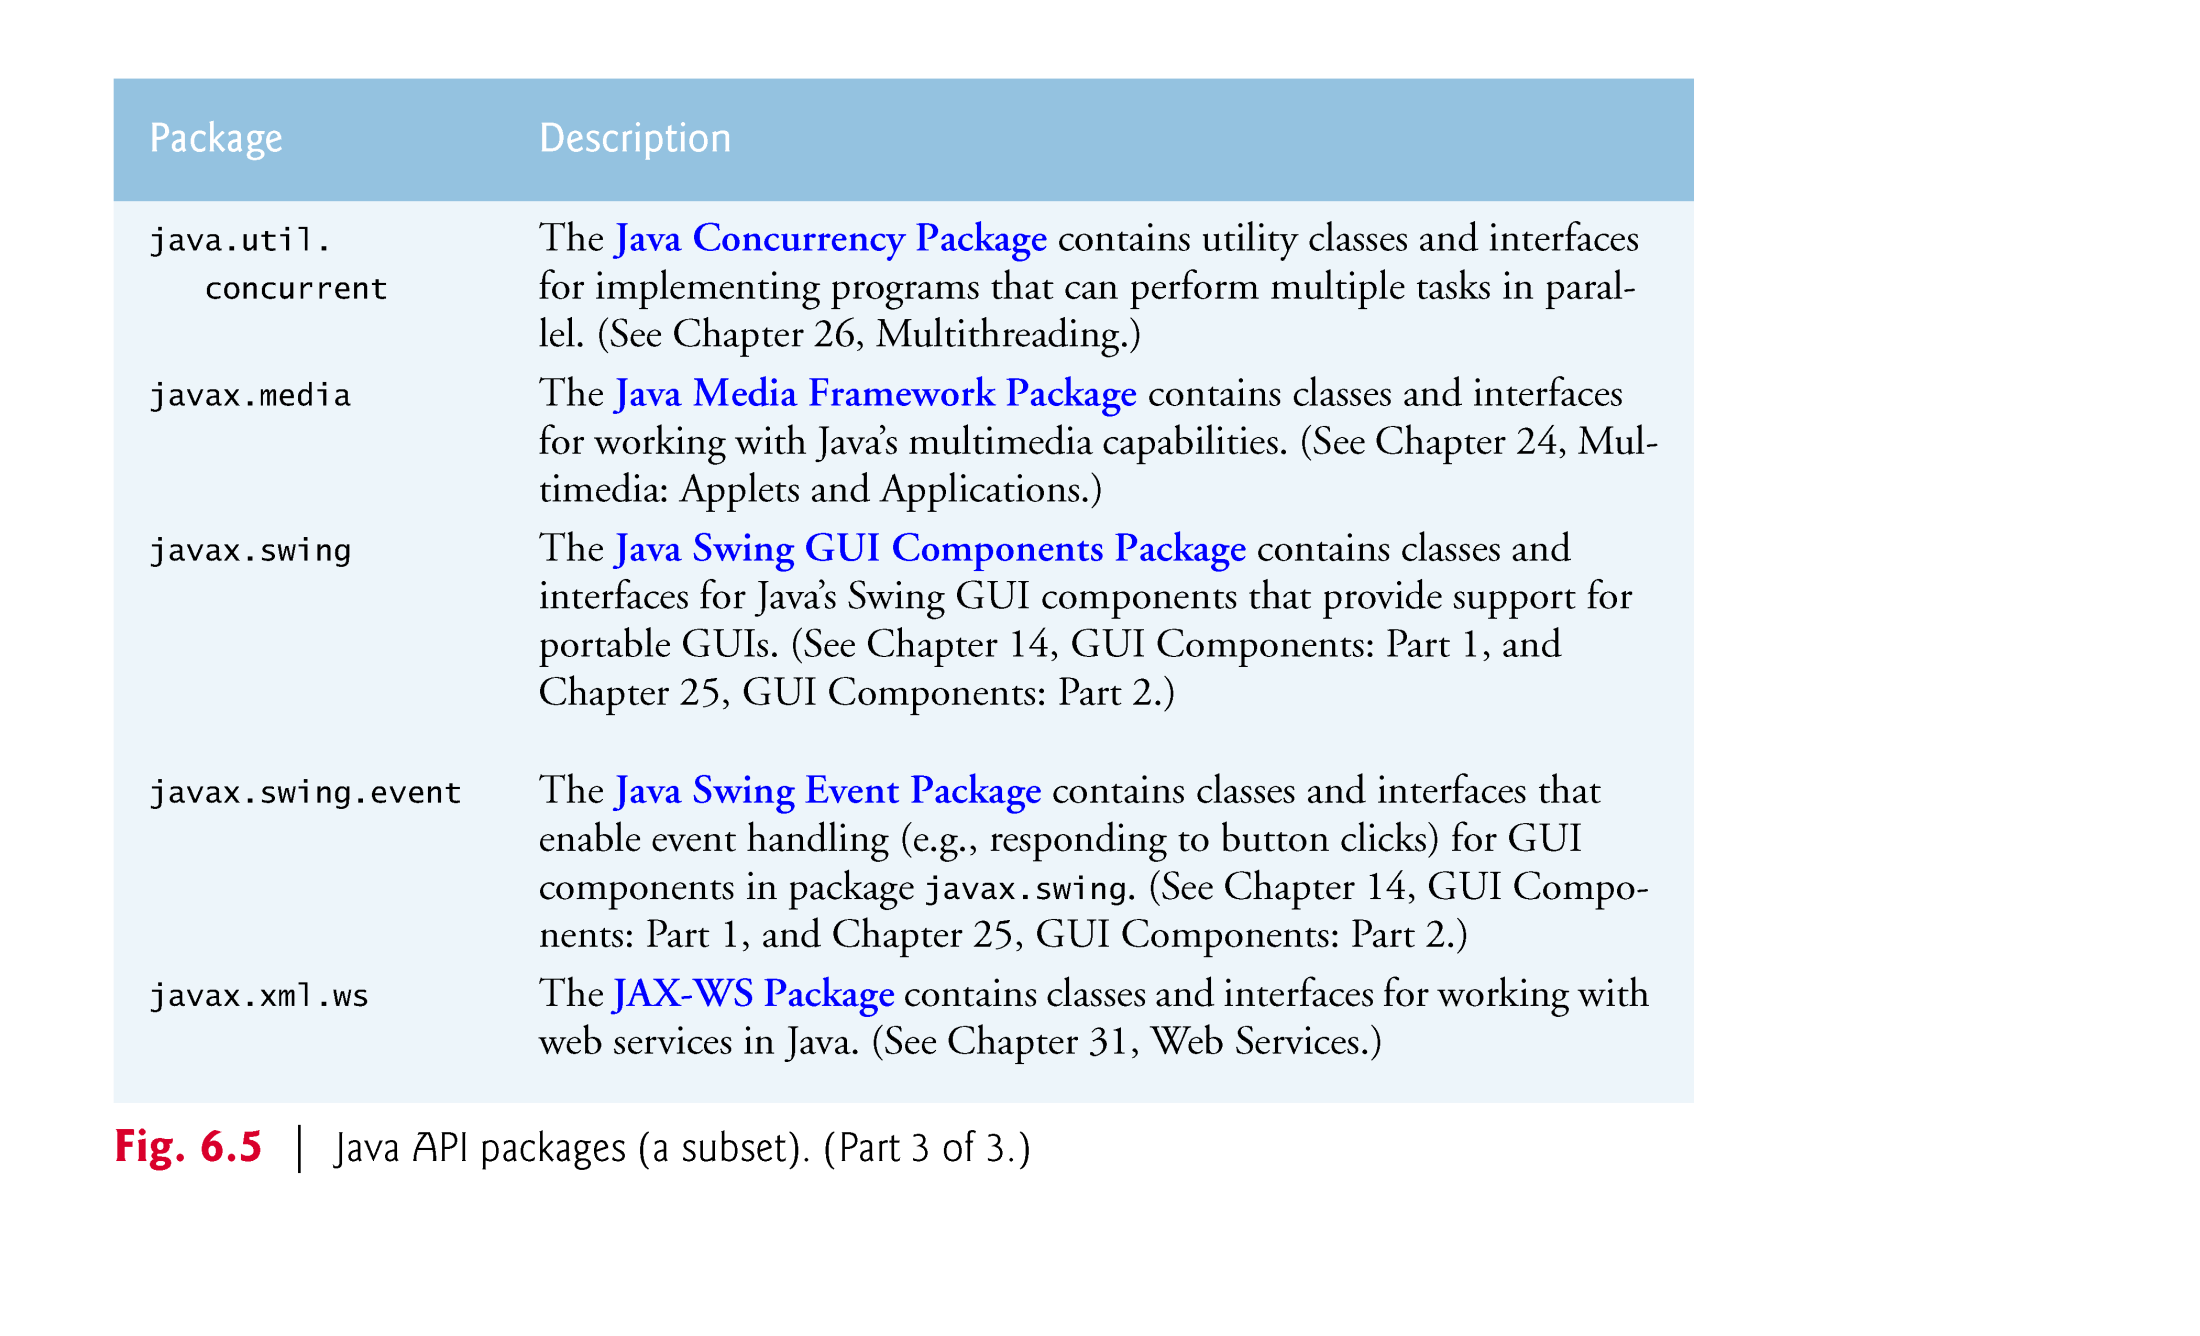 Package Description
java.util. The Java Concurrency Package contains utility classes and interfaces
concurrent for implementing programs that can perform multiple tasks in paral-
lel. (See Chapter 26, Multithreading.)
javax.media The Java Media Framework Package contains classes and interfaces
for working with Java’s multimedia capabilities. (See Chapter 24, Mul-
timedia: Applets and Applications.)
javax.swing The Java Swing GUI Components Package contains classes and
interfaces for Java’s Swing GUI components that provide support for
portable GUIs. (See Chapter 14, GUI Components: Part 1, and
Chapter 25, GUI Components: Part 2.)
javax.swing.event The Java Swing Event Package contains classes and interfaces that
enable event handling (e.g., responding to button clicks) for GUI
components in package javax.swing. (See Chapter 14, GUI Compo-
nents: Part 1, and Chapter 25, GUI Components: Part 2.)
javax.xml.ws The JAX-WS Package contains classes and interfaces for working with
web services in Java. (See Chapter 31, Web Services.)
Fig. 6.5 | Java API packages (a subset). (Part 3 of 3.)